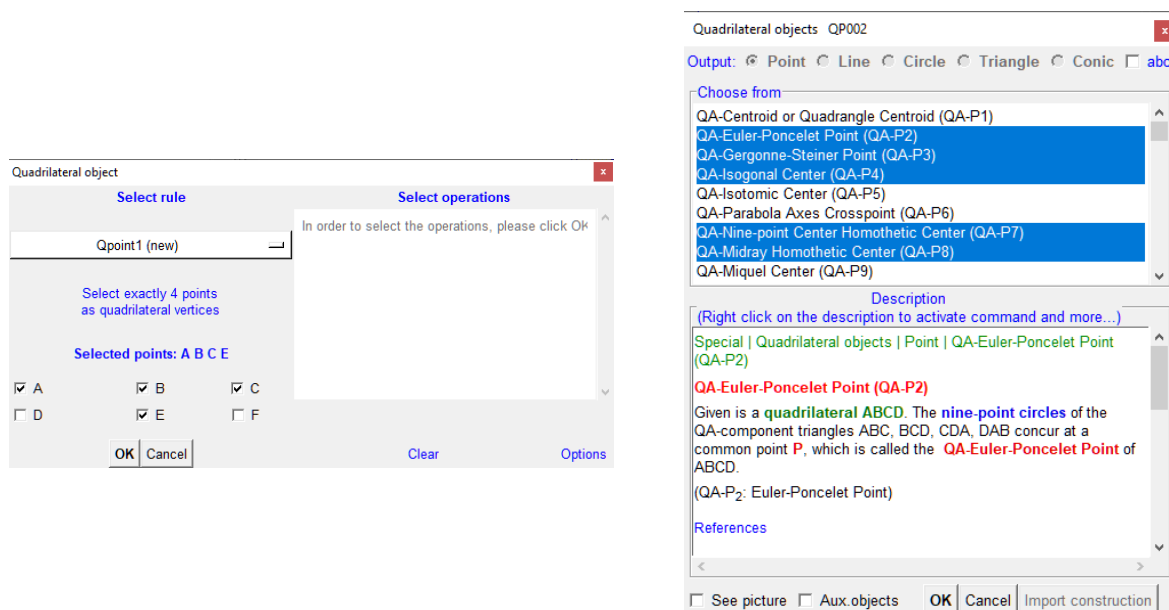 Quadrilateral object
Select rule
Qpoint1 (new)
Select exactly 4 points
as quadrilateral vertices
Selected points: A B C E
A B C
D E F
OK Cancel
Select operations
In order to select the operations, please click OK
Clear Options
Quadrilateral objects QP002
Output: Point Line Circle Triangle Conic abc
Choose from
QA-Centroid or Quadrangle Centroid (QA-P1)
QA-Euler-Poncelet Point (QA-P2)
QA-Gergonne-Steiner Point (QA-P3)
QA-Isogonal Center (QA-P4)
QA-Isotomic Center (QA-P5)
QA-Parabola Axes Crosspoint (QA-P6)
QA-Nine-point Center Homothetic Center (QA-P7)
QA-Midray Homothetic Center (QA-P8)
QA-Miquel Center (QA-P9)
Description
(Right click on the description to activate command and more...)
Special | Quadrilateral objects | Point | QA-Euler-Poncelet Point
(QA-P2)
QA-Euler-Poncelet Point (QA-P2)
Given is a quadrilateral ABCD. The nine-point circles of the
QA-component triangles ABC, BCD, CDA, DAB concur at a
common point P, which is called the QA-Euler-Poncelet Point of
ABCD.
(QA-P2: Euler-Poncelet Point)
References
See picture Aux.objects OK Cancel Import construction